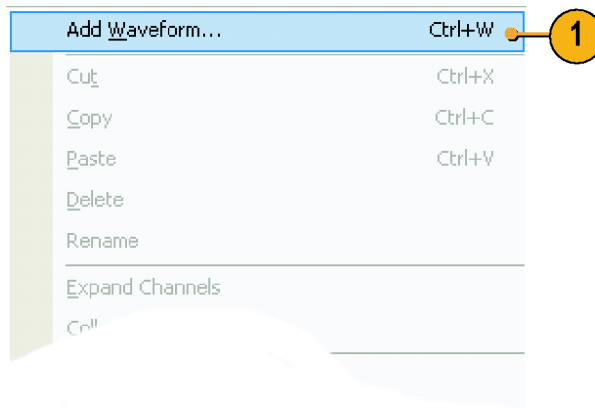 Add Waveform... Ctrl+W 1
Cut Ctrl+X
Copy Ctrl+C
Paste Ctrl+V
Delete
Rename
Expand Channels